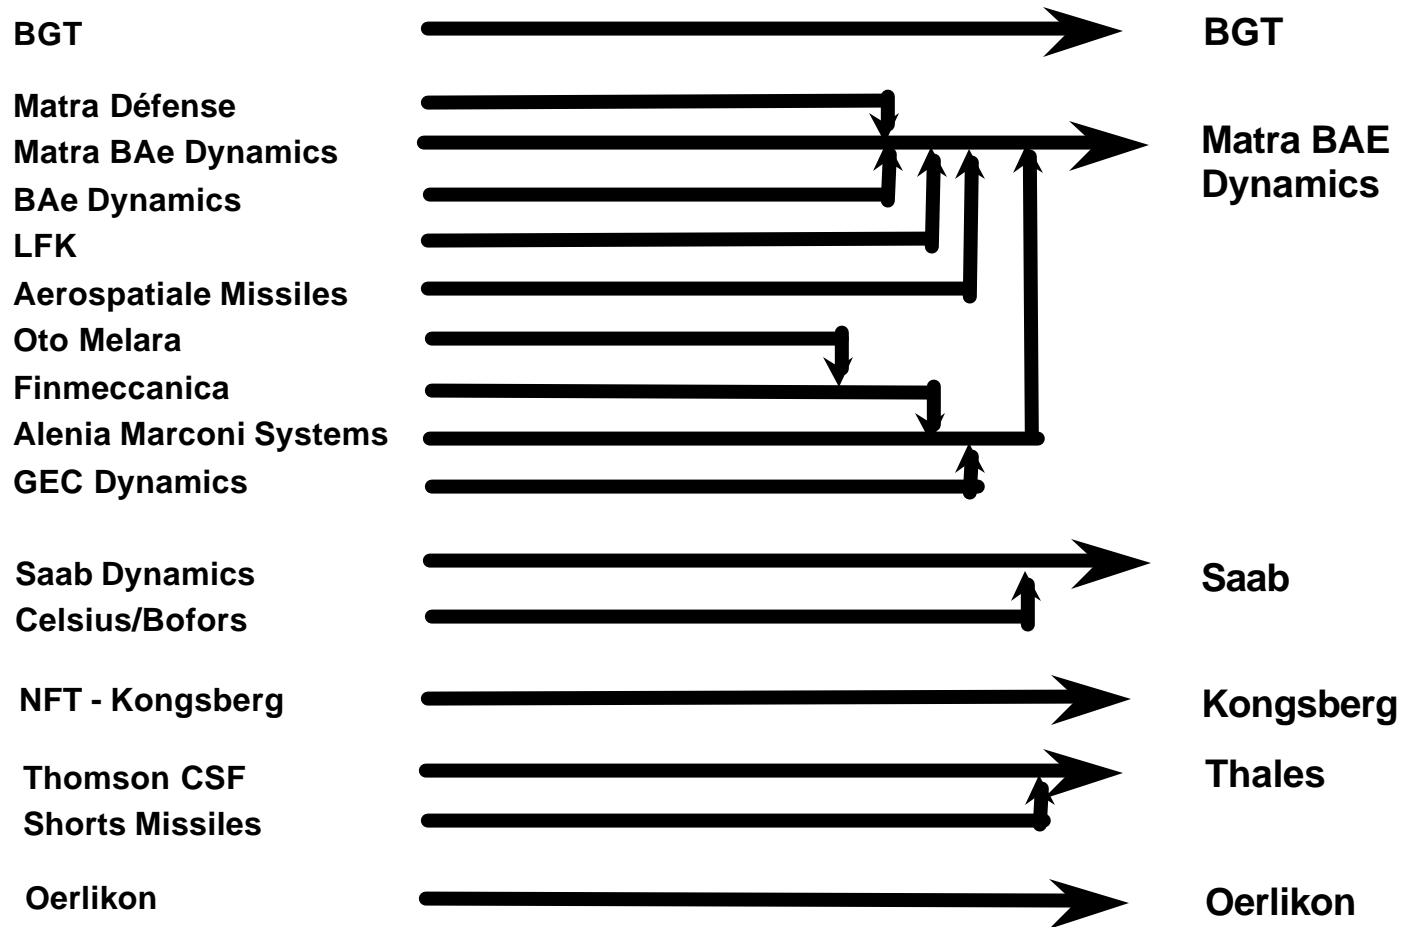 BGT
BGT
Matra Défense
Matra BAe Dynamics
Matra BAE
Dynamics
BAe Dynamics
LFK
Aerospatiale Missiles
Oto Melara
Finmeccanica
Alenia Marconi Systems
GEC Dynamics
Saab Dynamics
Saab
Celsius/Bofors
NFT - Kongsberg
Kongsberg
Thomson CSF
Thales
Shorts Missiles
Oerlikon
Oerlikon